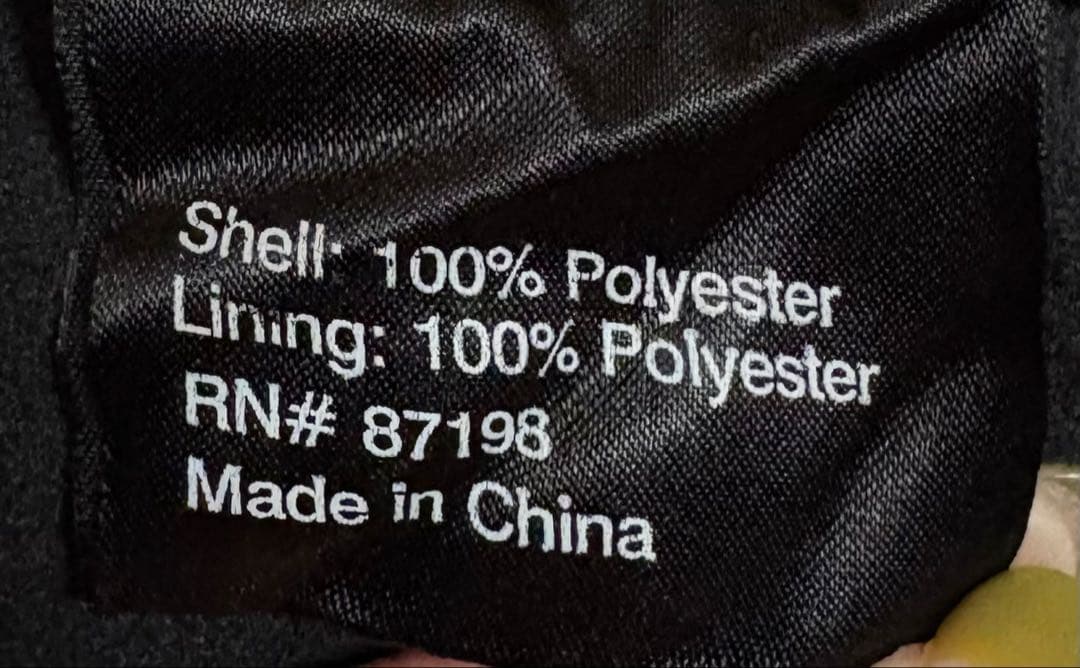 Shell: 100% Polyester
Lining: 100% Polyester
RN# 87198
Made in China